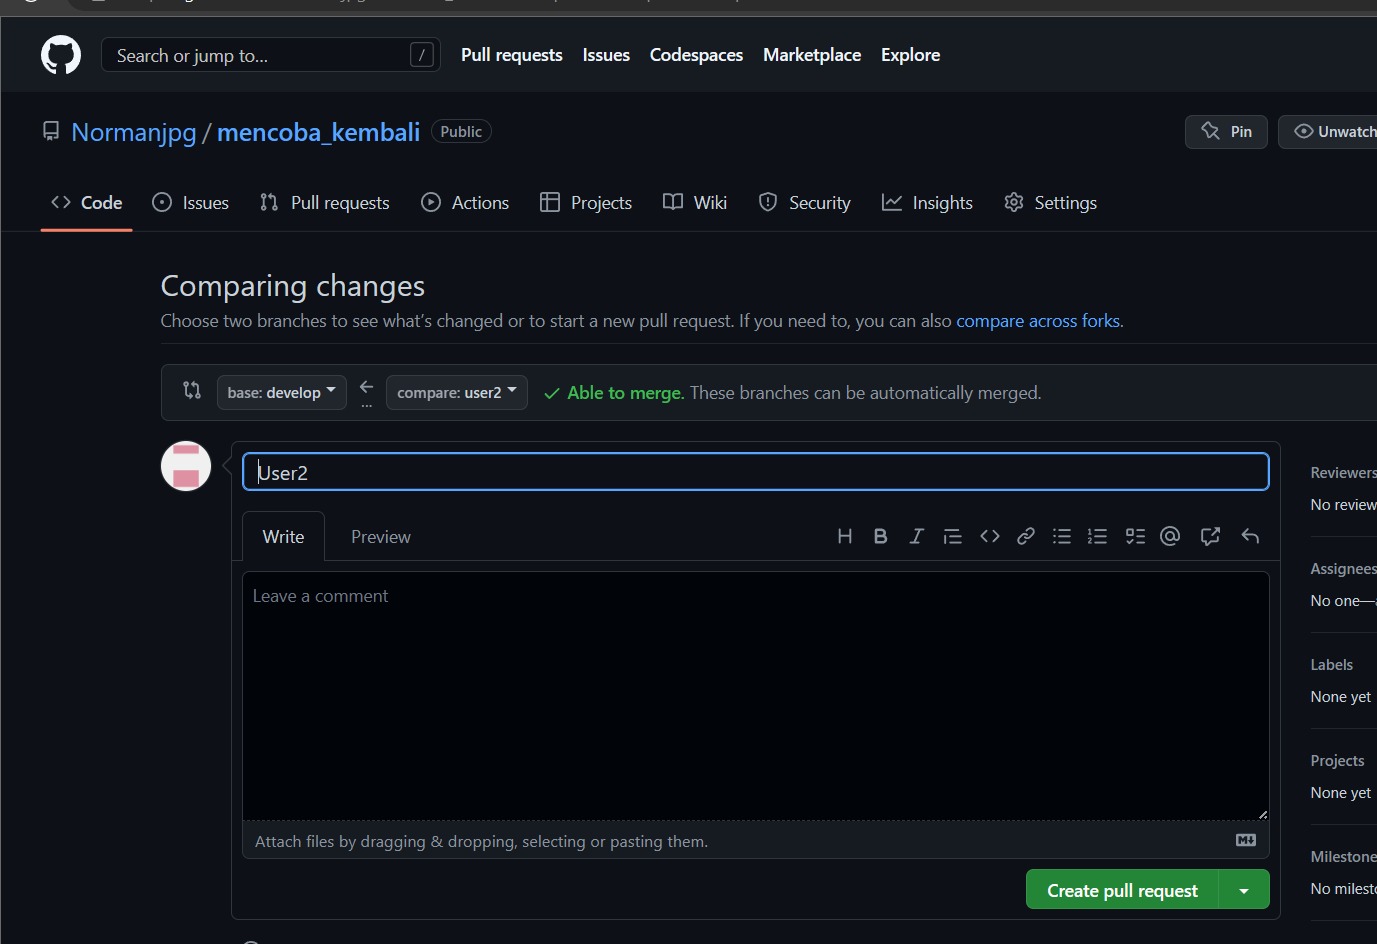 Search or jump to... / Pull requests Issues Codespaces Marketplace Explore
Normanjpg / mencoba_kembali Public Pin Unwatch
Code Issues Pull requests Actions Projects Wiki Security Insights Settings
Comparing changes
Choose two branches to see what's changed or to start a new pull request. If you need to, you can also compare across forks.
base: develop ← ... compare: user2 ✓ Able to merge. These branches can be automatically merged.
User2
Write Preview
Leave a comment
Attach files by dragging & dropping, selecting or pasting them.
Create pull request
Reviewers
No review
Assignees
No one—
Labels
None yet
Projects
None yet
Milestone
No milest